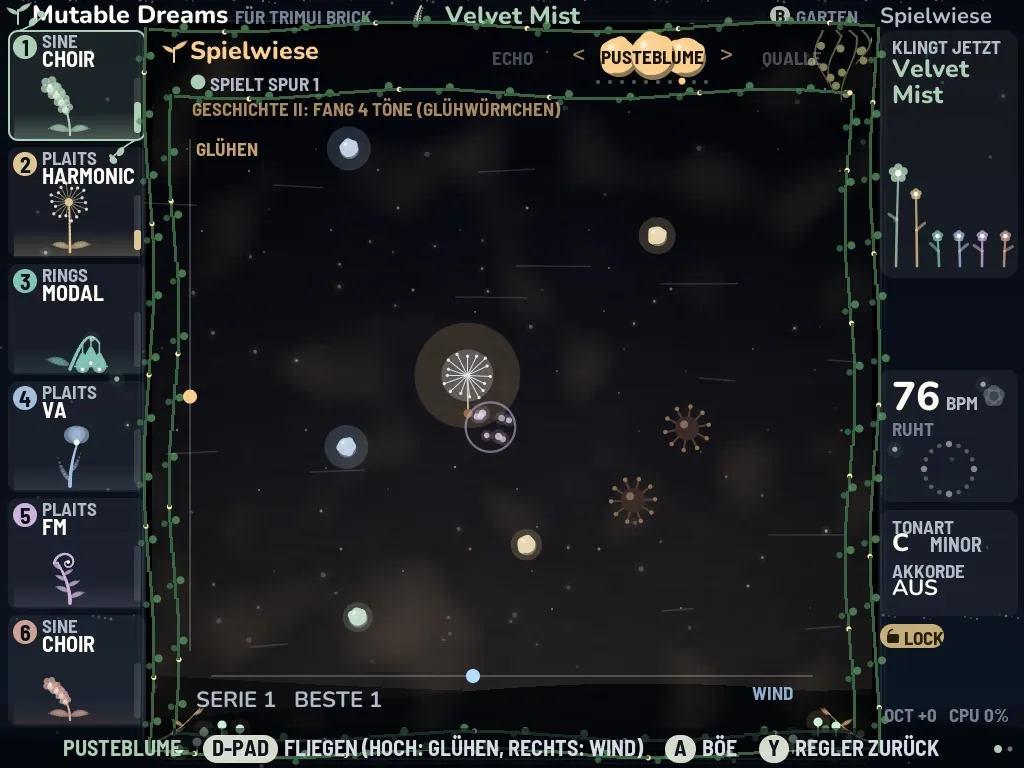 Mutable Dreams FÜR TRIMUI BRICK
Velvet Mist
B GARTEN
Spielwiese
1 SINE
CHOIR
2 PLAITS
HARMONIC
3 RINGS
MODAL
4 PLAITS
VA
5 PLAITS
FM
6 SINE
CHOIR
Spielwiese
ECHO < PUSTEBLUME > QUALLE
SPIELT SPUR 1
GESCHICHTE II: FANG 4 TÖNE (GLÜHWÜRMCHEN)
GLÜHEN
WIND
SERIE 1 BESTE 1
KLINGT JETZT
Velvet
Mist
76 BPM
RUHT
TONART
C MINOR
AKKORDE
AUS
LOCK
OCT +0 CPU 0%
PUSTEBLUME D-PAD FLIEGEN (HOCH: GLÜHEN, RECHTS: WIND) A BÖE Y REGLER ZURÜCK